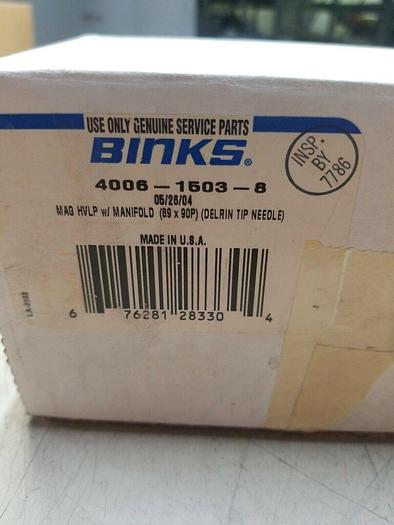 USE ONLY GENUINE SERVICE PARTS
BINKS®
INSP.
BY
7786
4006-1503-8
05/26/04
MAG HVLP w/ MANIFOLD (89 x 90P) (DELRIN TIP NEEDLE)
MADE IN U.S.A.
6 76281 28330 4